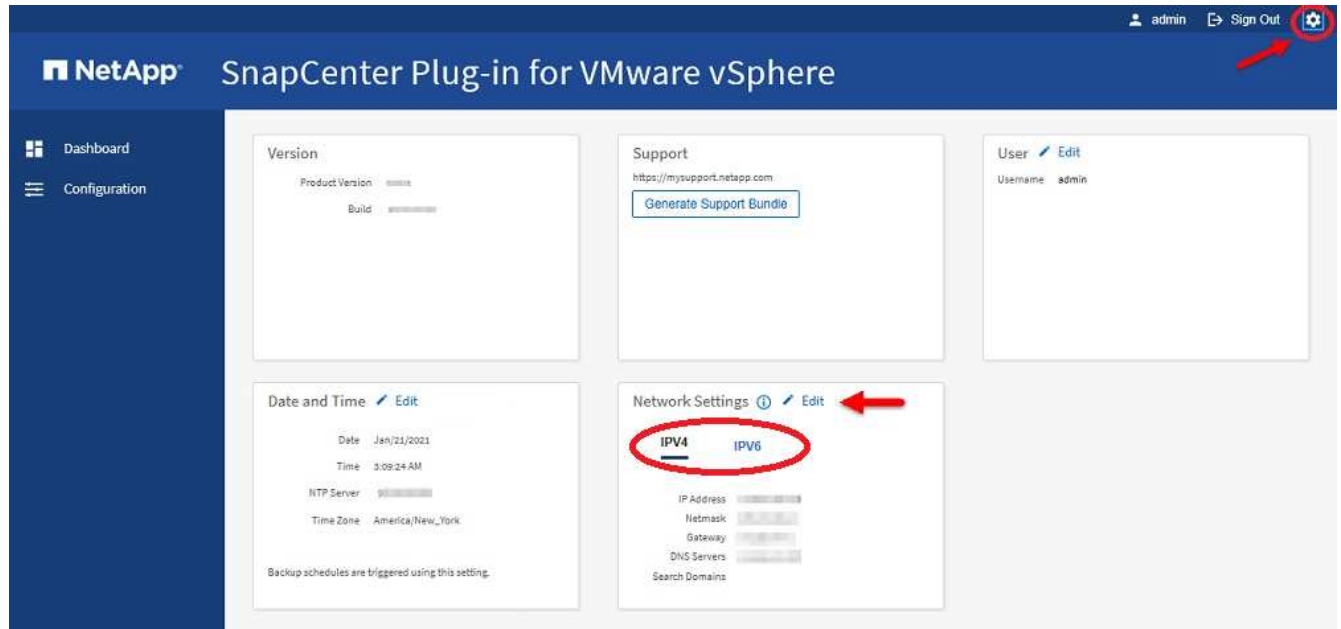 admin Sign Out
NetApp SnapCenter Plug-in for VMware vSphere
Dashboard
Configuration
Version
Product Version
Build
Support
https://mysupport.netapp.com
Generate Support Bundle
User Edit
Username admin
Date and Time Edit
Date Jan/21/2021
Time 3:09:24 AM
NTP Server
Time Zone America/New_York
Backup schedules are triggered using this setting.
Network Settings Edit
IPV4 IPV6
IP Address
Netmask
Gateway
DNS Servers
Search Domains